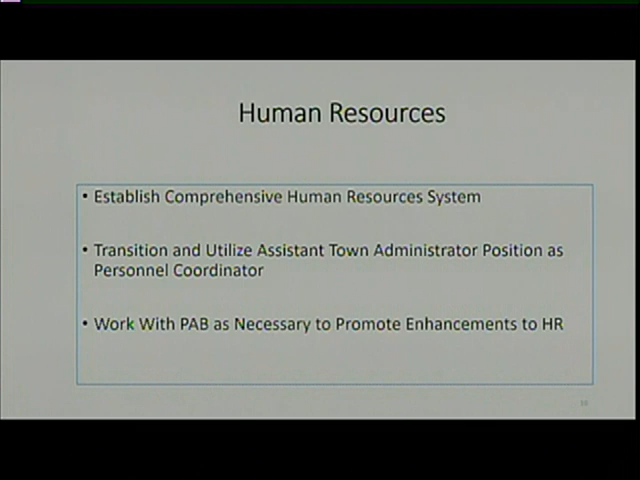 Human Resources
• Establish Comprehensive Human Resources System
• Transition and Utilize Assistant Town Administrator Position as
Personnel Coordinator
• Work With PAB as Necessary to Promote Enhancements to HR